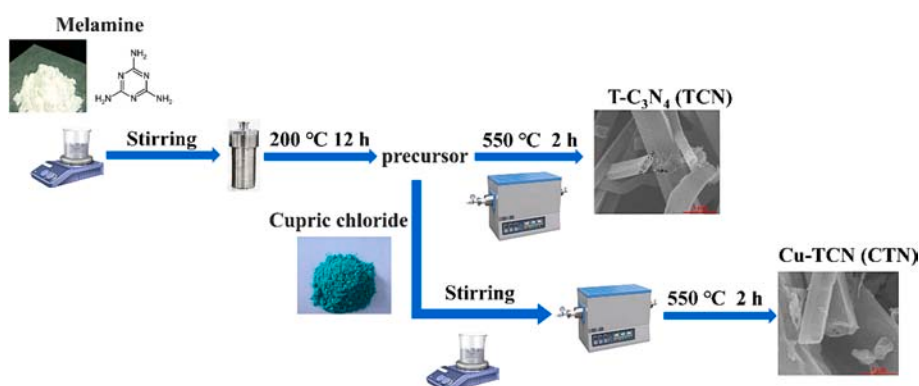 Melamine
NH₂
N
N
N
H₂N
NH₂
T-C₃N₄ (TCN)
Stirring
200 °C 12 h
precursor
550 °C 2 h
Cupric chloride
Cu-TCN (CTN)
Stirring
550 °C 2 h